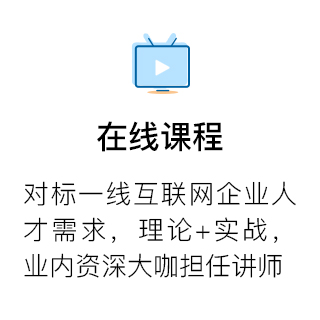 在线课程
对标一线互联网企业人
才需求，理论+实战，
业内资深大咖担任讲师